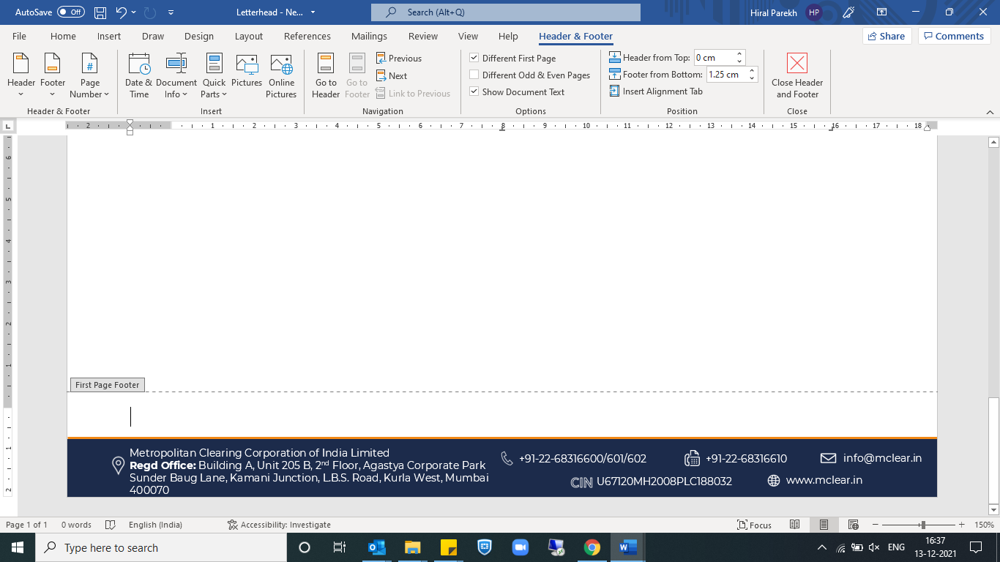 AutoSave Off Letterhead - Ne... Search (Alt+Q) Hiral Parekh HP
File Home Insert Draw Design Layout References Mailings Review View Help Header & Footer Share Comments
Header Footer Page Number Date & Time Document Info Quick Parts Pictures Online Pictures Go to Header Go to Footer Previous Next Link to Previous
Different First Page
Different Odd & Even Pages
Show Document Text
Header from Top: 0 cm
Footer from Bottom: 1.25 cm
Insert Alignment Tab
Close Header and Footer
Header & Footer Insert Navigation Options Position Close
2 1 2 3 4 5 6 7 8 9 10 11 12 13 14 15 16 17 18
6
5
4
3
2
1
1
2
First Page Footer
Metropolitan Clearing Corporation of India Limited
Regd Office: Building A, Unit 205 B, 2nd Floor, Agastya Corporate Park
Sunder Baug Lane, Kamani Junction, L.B.S. Road, Kurla West, Mumbai
400070
+91-22-68316600/601/602 +91-22-68316610 info@mclear.in
CIN U67120MH2008PLC188032 www.mclear.in
Page 1 of 1 0 words English (India) Accessibility: Investigate Focus 150%
Type here to search ENG 16:37
13-12-2021